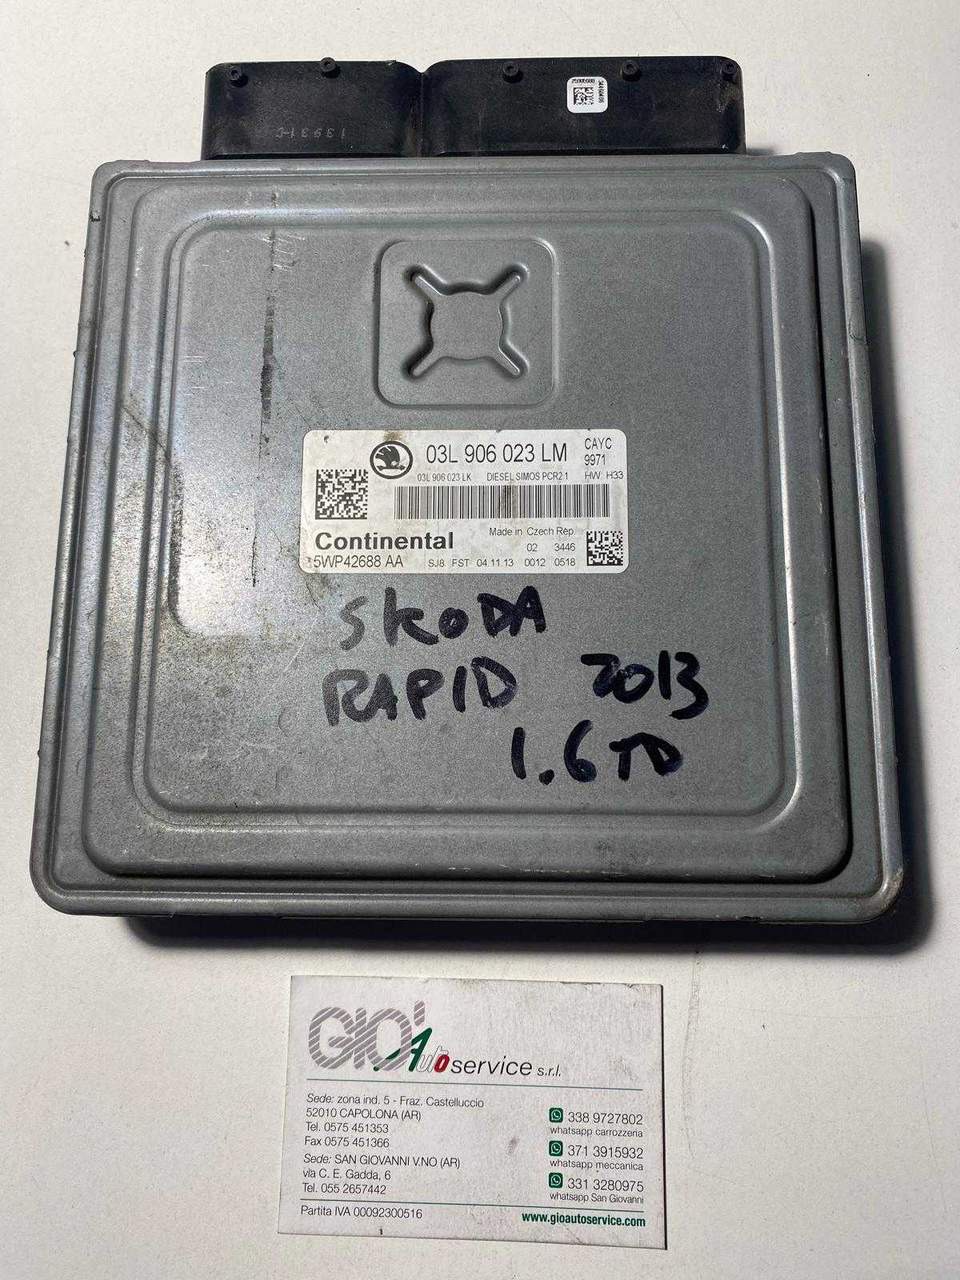 13931-C
03L 906 023 LM
CAYC
9971
03L 906 023 LK DIESEL SIMOS PCR2.1 HW H33
Made in Czech Rep.
Continental 02 3446
5WP42688 AA SJ8 FST 04.11.13 0012 0518
SKODA
RAPID 2013
1.6 TD
GIO' Autoservice s.r.l.
Sede: zona ind. 5 - Fraz. Castelluccio
52010 CAPOLONA (AR)
Tel. 0575 451353
Fax 0575 451366
Sede: SAN GIOVANNI V.NO (AR)
via C. E. Gadda, 6
Tel. 055 2657442
338 9727802
whatsapp carrozzeria
371 3915932
whatsapp meccanica
331 3280975
whatsapp San Giovanni
Partita IVA 00092300516
www.gioautoservice.com